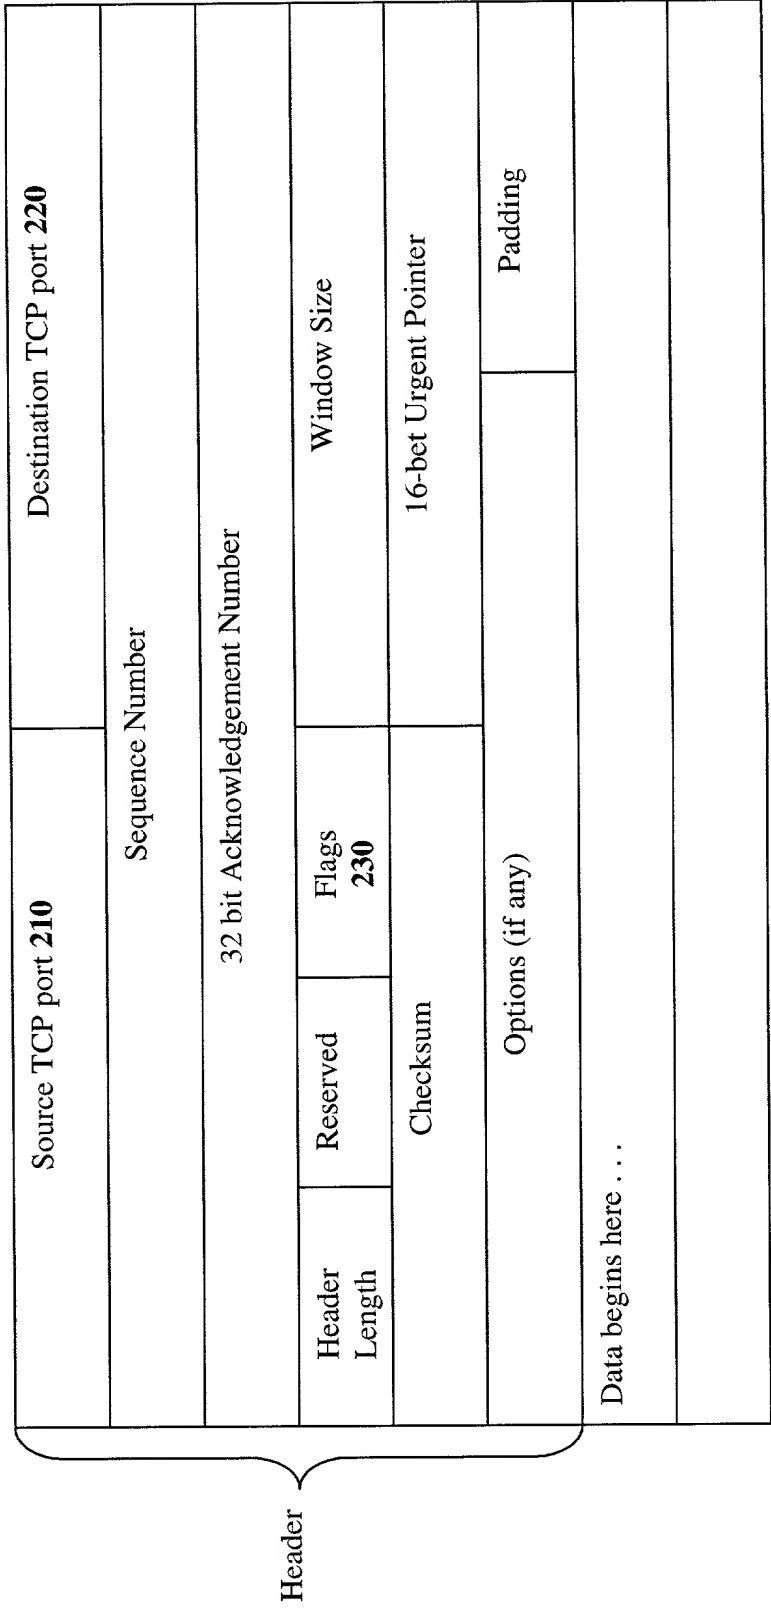 Header
Source TCP port 210
Destination TCP port 220
Sequence Number
32 bit Acknowledgement Number
Header
Length
Reserved
Flags
230
Window Size
Checksum
16-bet Urgent Pointer
Options (if any)
Padding
Data begins here . . .